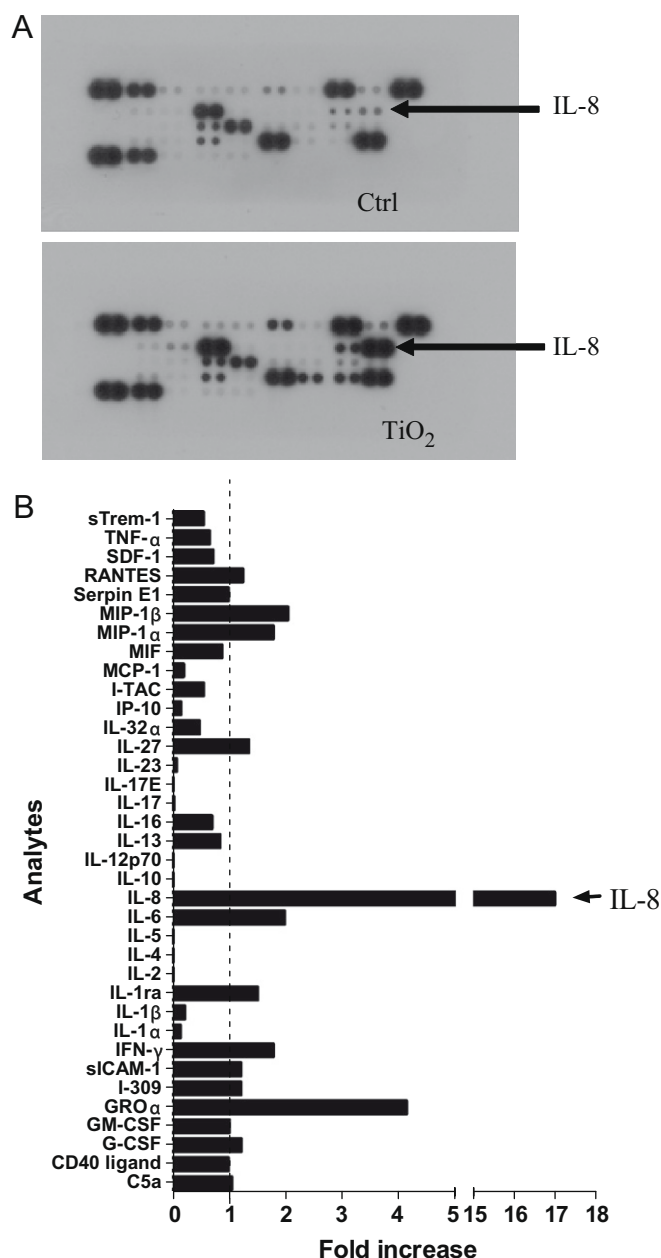 A
IL-8
Ctrl
IL-8
TiO2
B
sTrem-1
TNF-α
SDF-1
RANTES
Serpin E1
MIP-1β
MIP-1α
MIF
MCP-1
I-TAC
IP-10
IL-32α
IL-27
IL-23
IL-17E
IL-17
IL-16
IL-13
IL-12p70
IL-10
IL-8
IL-8
IL-6
IL-5
IL-4
IL-2
IL-1ra
IL-1β
IL-1α
IFN-γ
sICAM-1
I-309
GROα
GM-CSF
G-CSF
CD40 ligand
C5a
Analytes
0 1 2 3 4 5 15 16 17 18
Fold increase